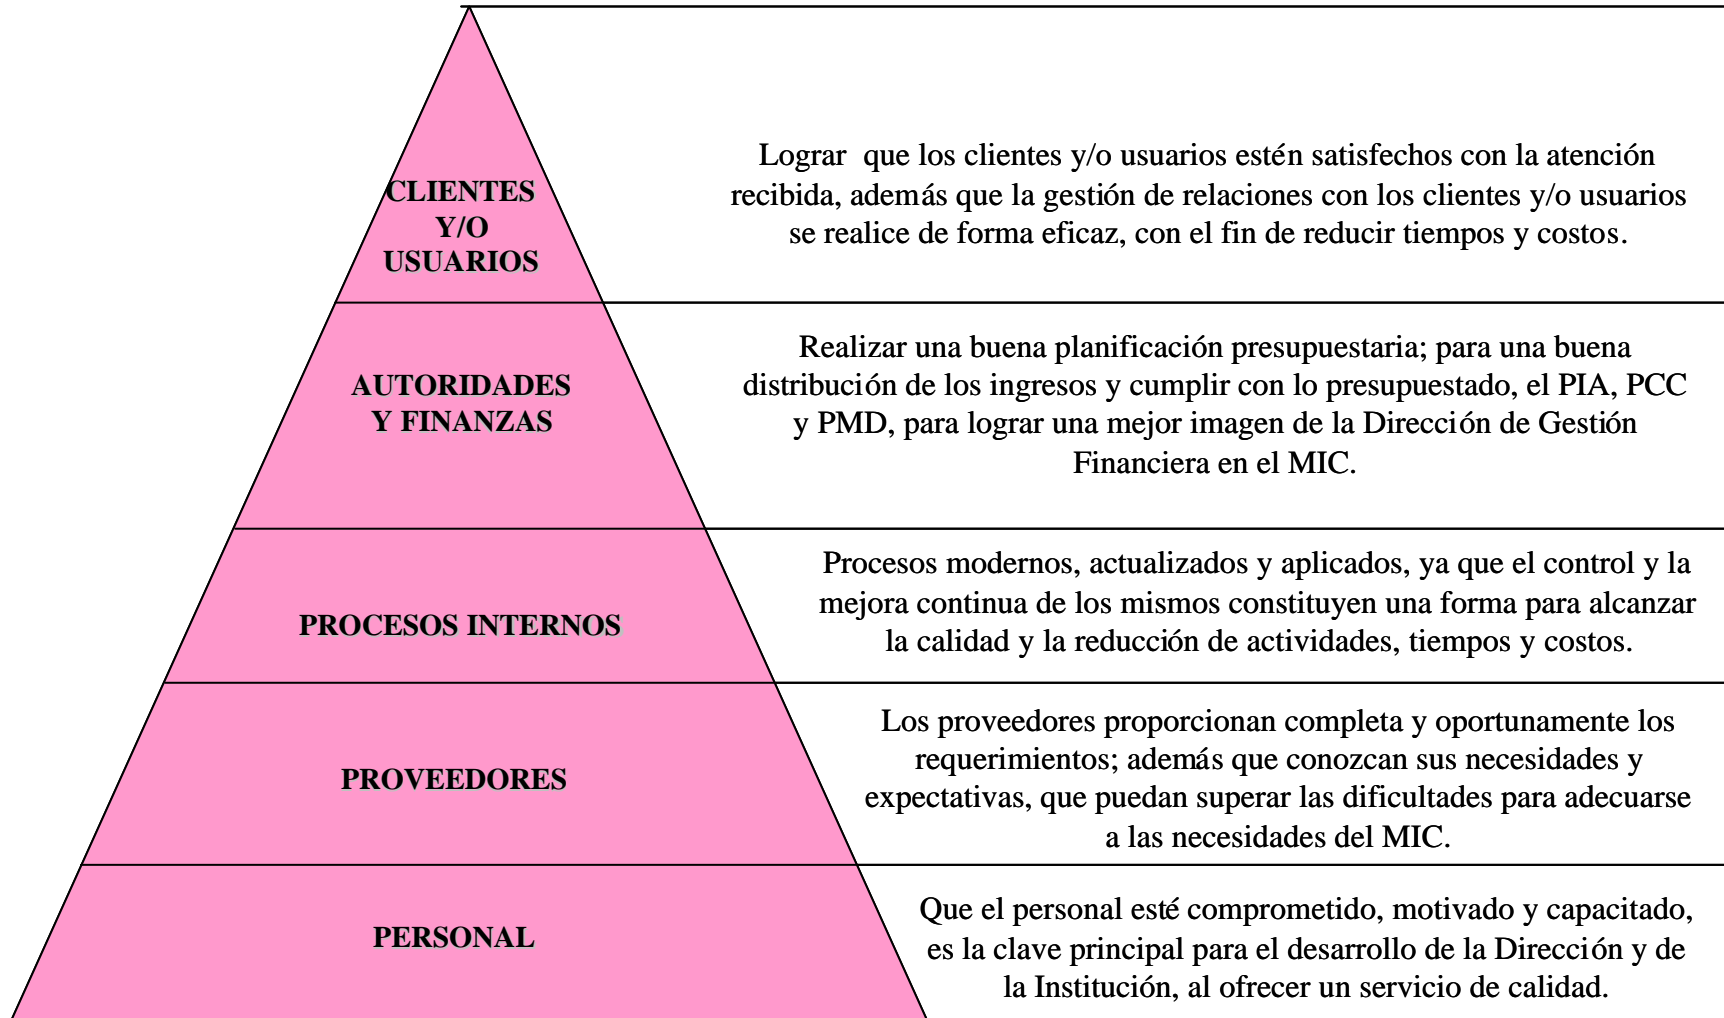 CLIENTES
Y/O
USUARIOS
Lograr  que los clientes y/o usuarios estén satisfechos con la atención
recibida, además que la gestión de relaciones con los clientes y/o usuarios
se realice de forma eficaz, con el fin de reducir tiempos y costos.
AUTORIDADES
Y FINANZAS
Realizar una buena planificación presupuestaria; para una buena
distribución de los ingresos y cumplir con lo presupuestado, el PIA, PCC
y PMD, para lograr una mejor imagen de la Dirección de Gestión
Financiera en el MIC.
PROCESOS INTERNOS
Procesos modernos, actualizados y aplicados, ya que el control y la
mejora continua de los mismos constituyen una forma para alcanzar
la calidad y la reducción de actividades, tiempos y costos.
PROVEEDORES
Los proveedores proporcionan completa y oportunamente los
requerimientos; además que conozcan sus necesidades y
expectativas, que puedan superar las dificultades para adecuarse
a las necesidades del MIC.
PERSONAL
Que el personal esté comprometido, motivado y capacitado,
es la clave principal para el desarrollo de la Dirección y de
la Institución, al ofrecer un servicio de calidad.